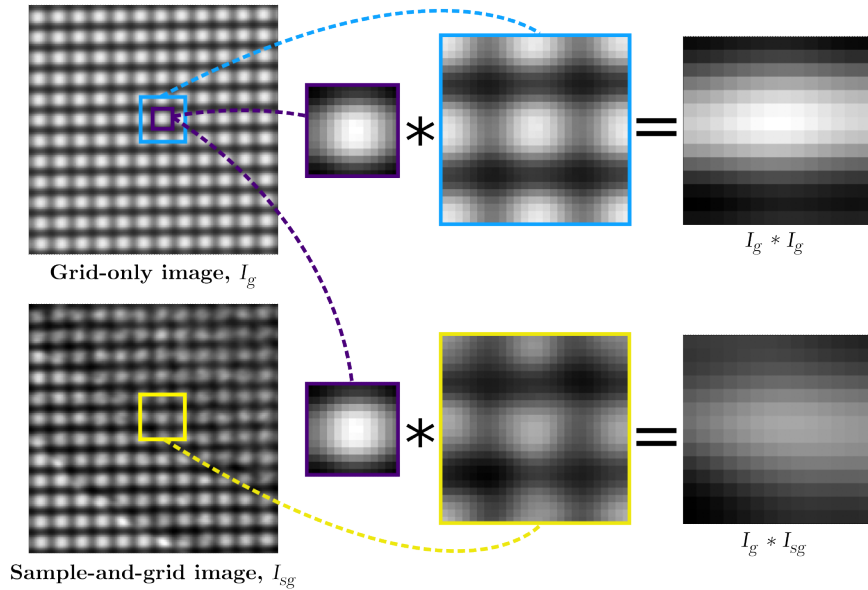 * =
I_g * I_g
Grid-only image, I_g
* =
I_g * I_sg
Sample-and-grid image, I_sg